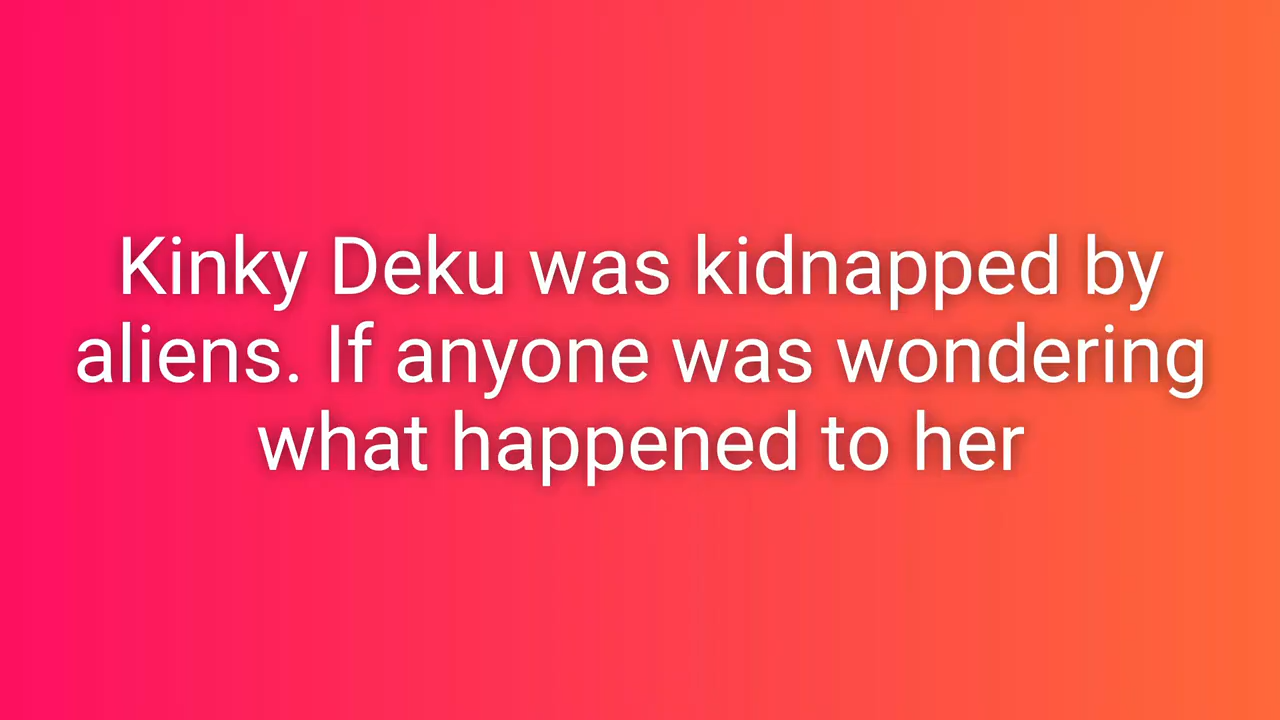 Kinky Deku was kidnapped by
aliens. If anyone was wondering
what happened to her